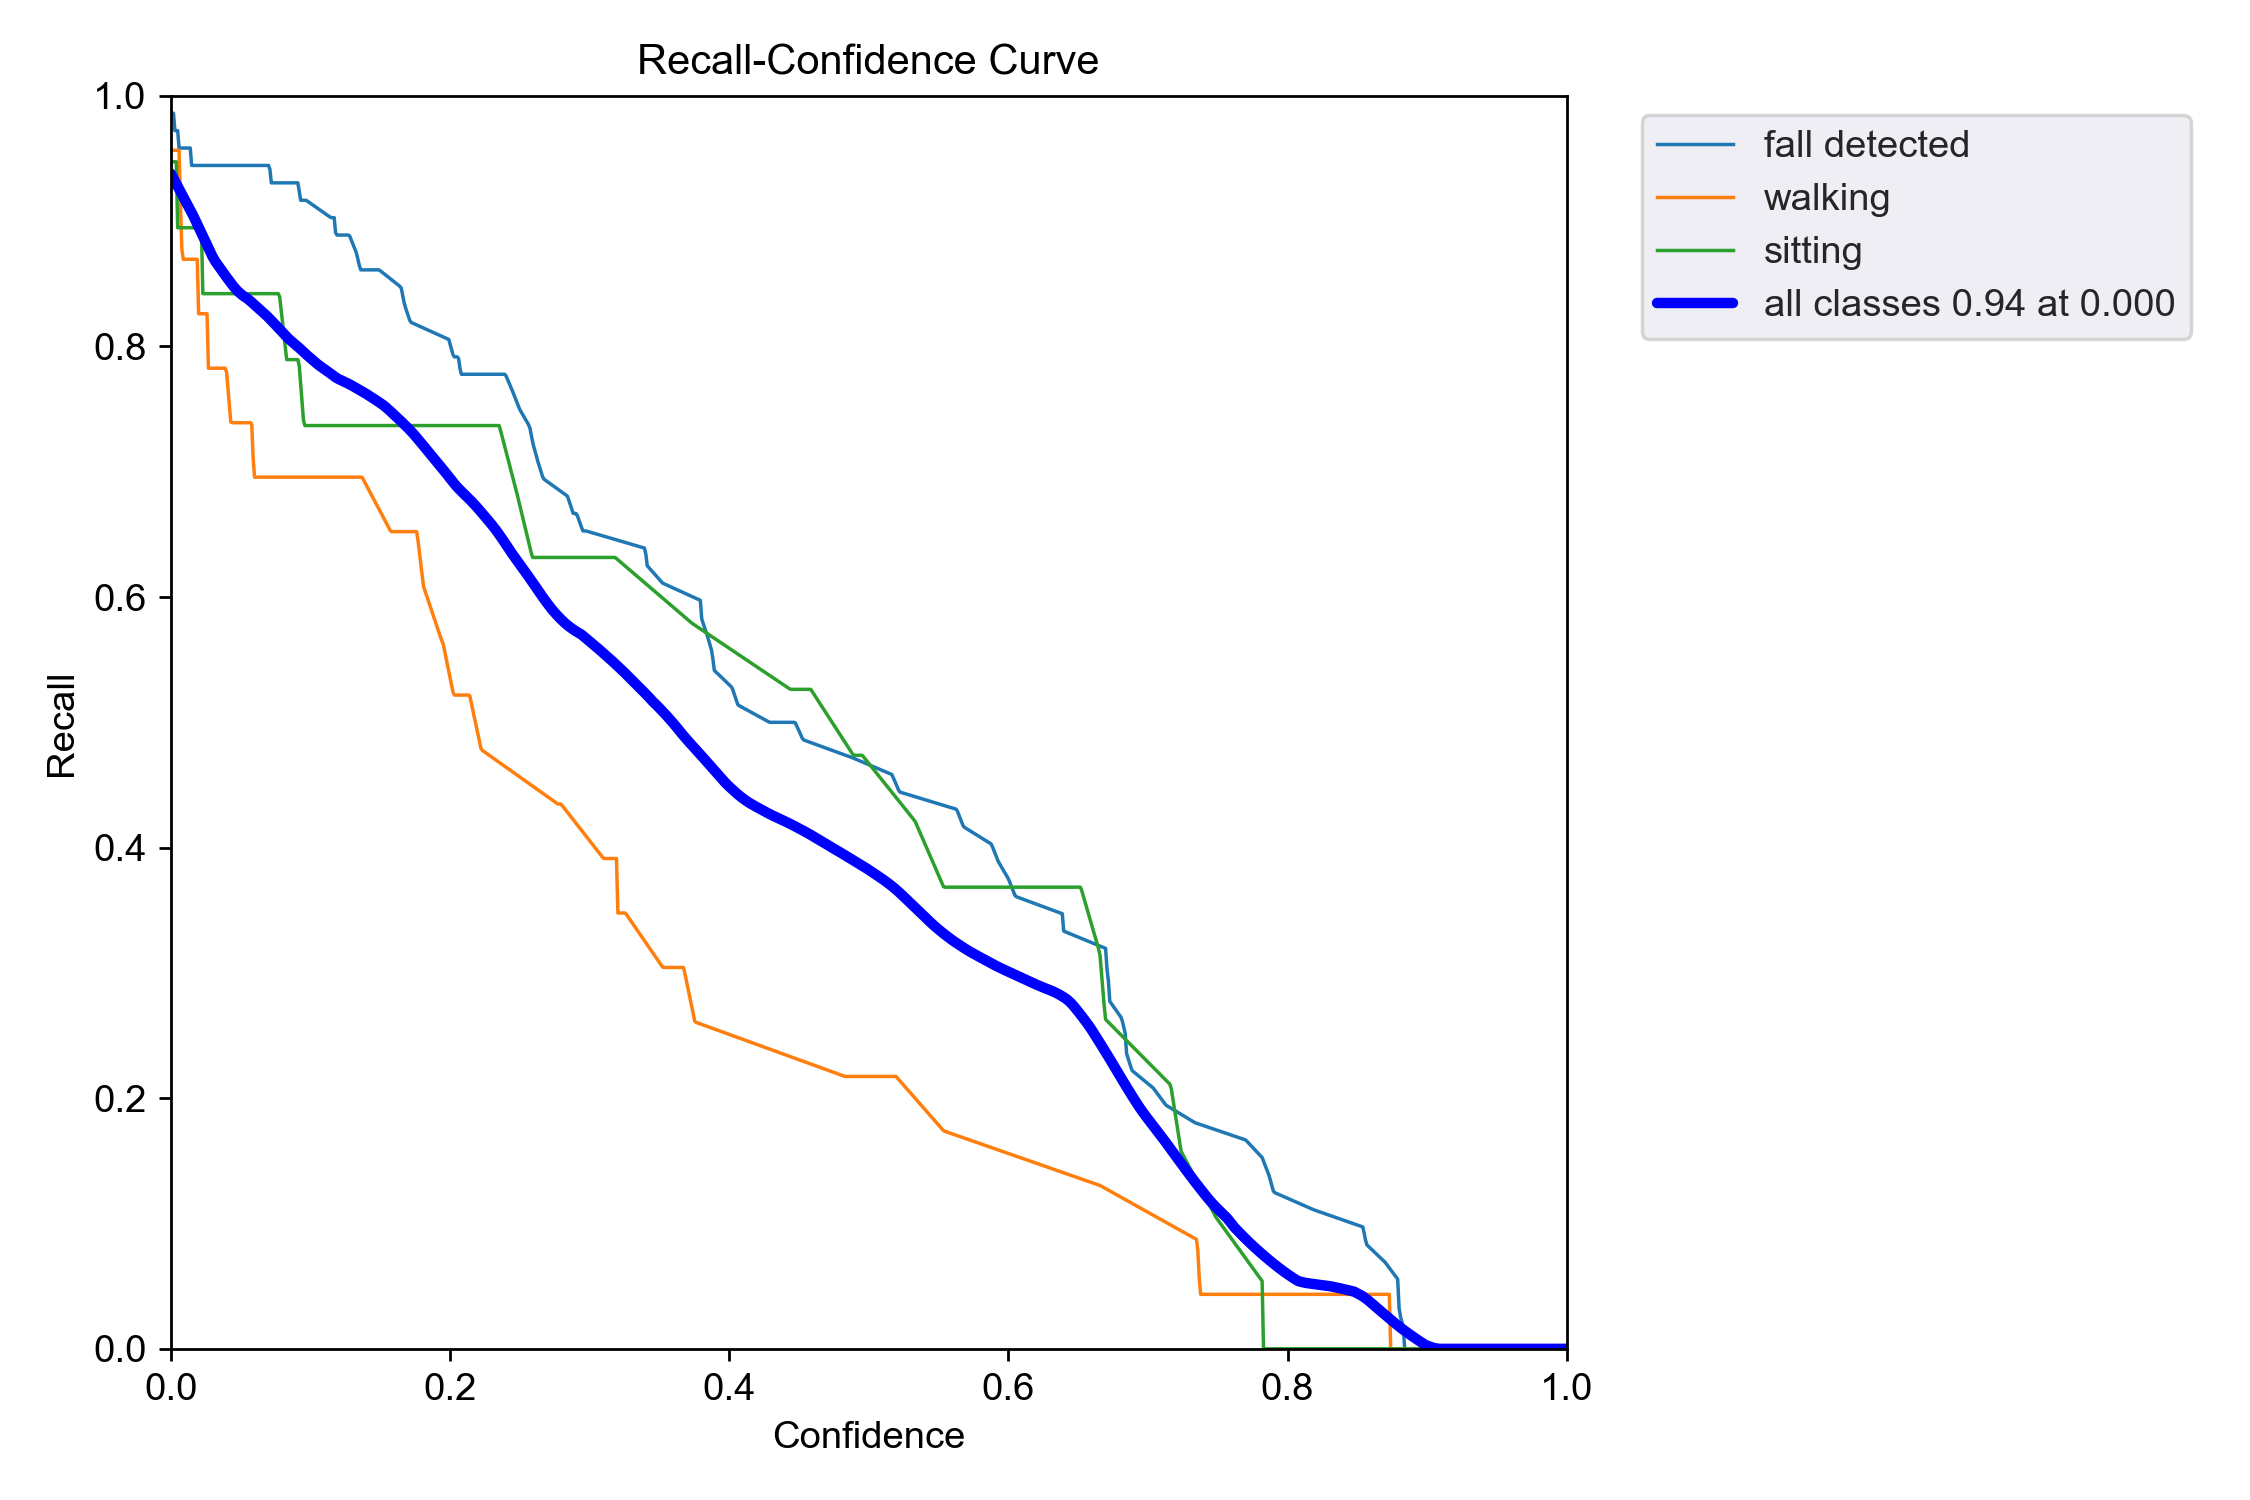 Recall-Confidence Curve
1.0
0.8
0.6
0.4
0.2
0.0
Recall
0.0 0.2 0.4 0.6 0.8 1.0
Confidence
fall detected
walking
sitting
all classes 0.94 at 0.000